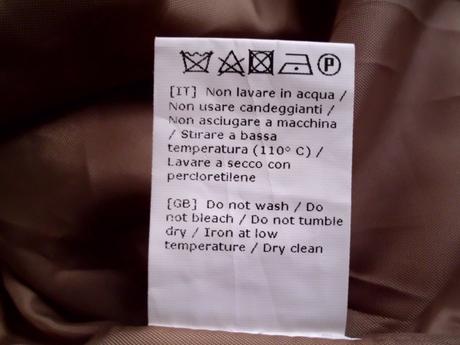 P
[IT] Non lavare in acqua /
Non usare candeggianti /
Non asciugare a macchina
/ Stirare a bassa
temperatura (110° C) /
Lavare a secco con
percloretilene
[GB] Do not wash / Do
not bleach / Do not tumble
dry / Iron at low
temperature / Dry clean